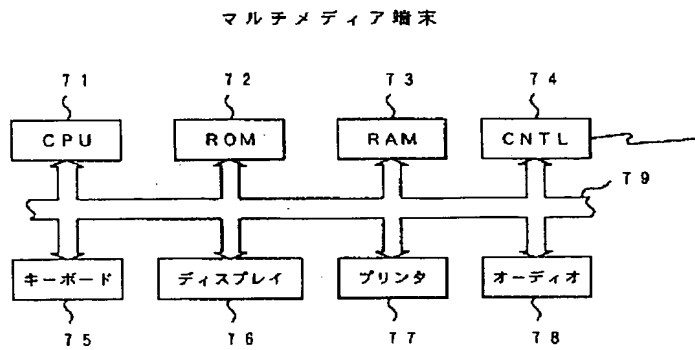 マルチメディア端末
71 72 73 74
CPU ROM RAM CNTL
79
キーボード ディスプレイ プリンタ オーディオ
75 76 77 78